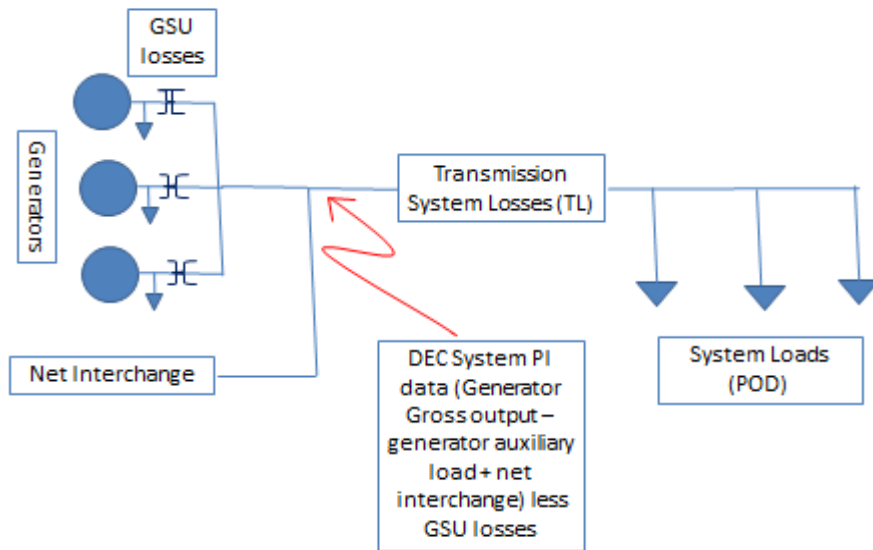 GSU
losses
Generators
Transmission
System Losses (TL)
Net Interchange
DEC System PI
data (Generator
Gross output –
generator auxiliary
load + net
interchange) less
GSU losses
System Loads
(POD)